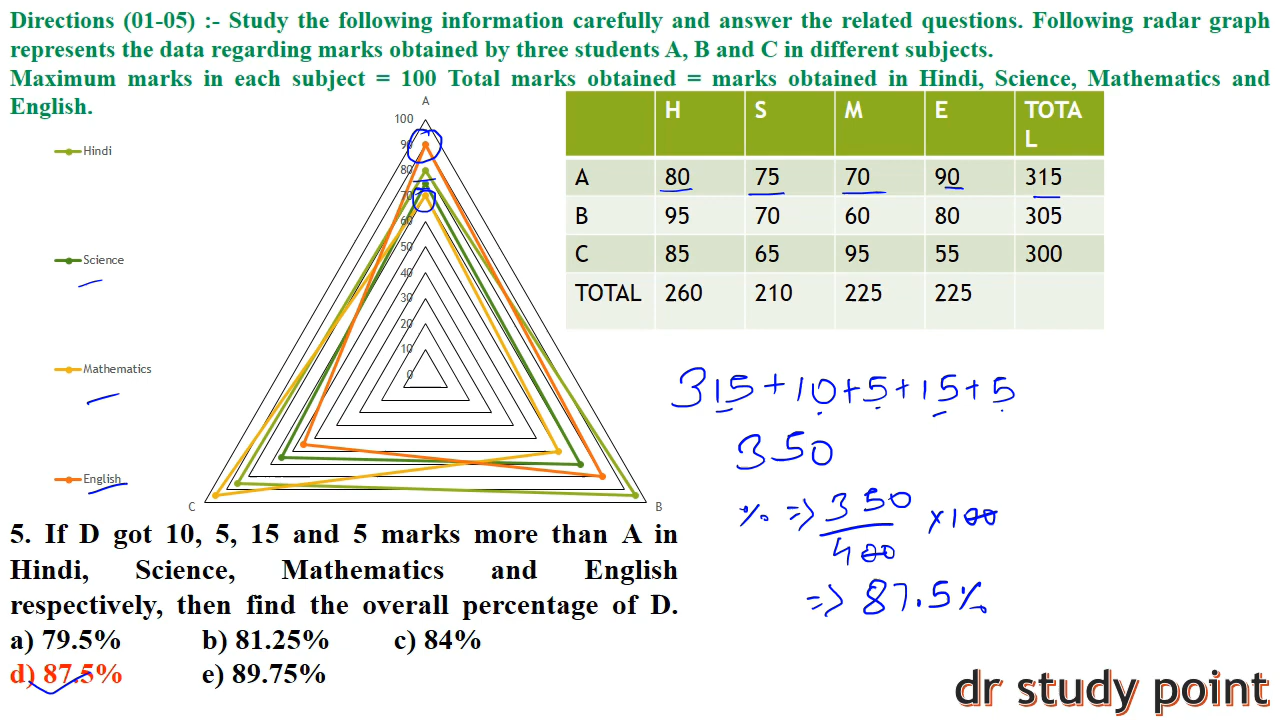 Directions (01-05) :- Study the following information carefully and answer the related questions. Following radar graph
represents the data regarding marks obtained by three students A, B and C in different subjects.
Maximum marks in each subject = 100 Total marks obtained = marks obtained in Hindi, Science, Mathematics and
English.
A
100
90
80
70
60
50
40
30
20
10
0
C
B
Hindi
Science
Mathematics
English
H S M E TOTA
L
A 80 75 70 90 315
B 95 70 60 80 305
C 85 65 95 55 300
TOTAL 260 210 225 225
315+10+5+15+5
350
% => 350/400 ×100
=> 87.5%
5. If D got 10, 5, 15 and 5 marks more than A in
Hindi, Science, Mathematics and English
respectively, then find the overall percentage of D.
a) 79.5% b) 81.25% c) 84%
d) 87.5% e) 89.75%
dr study point